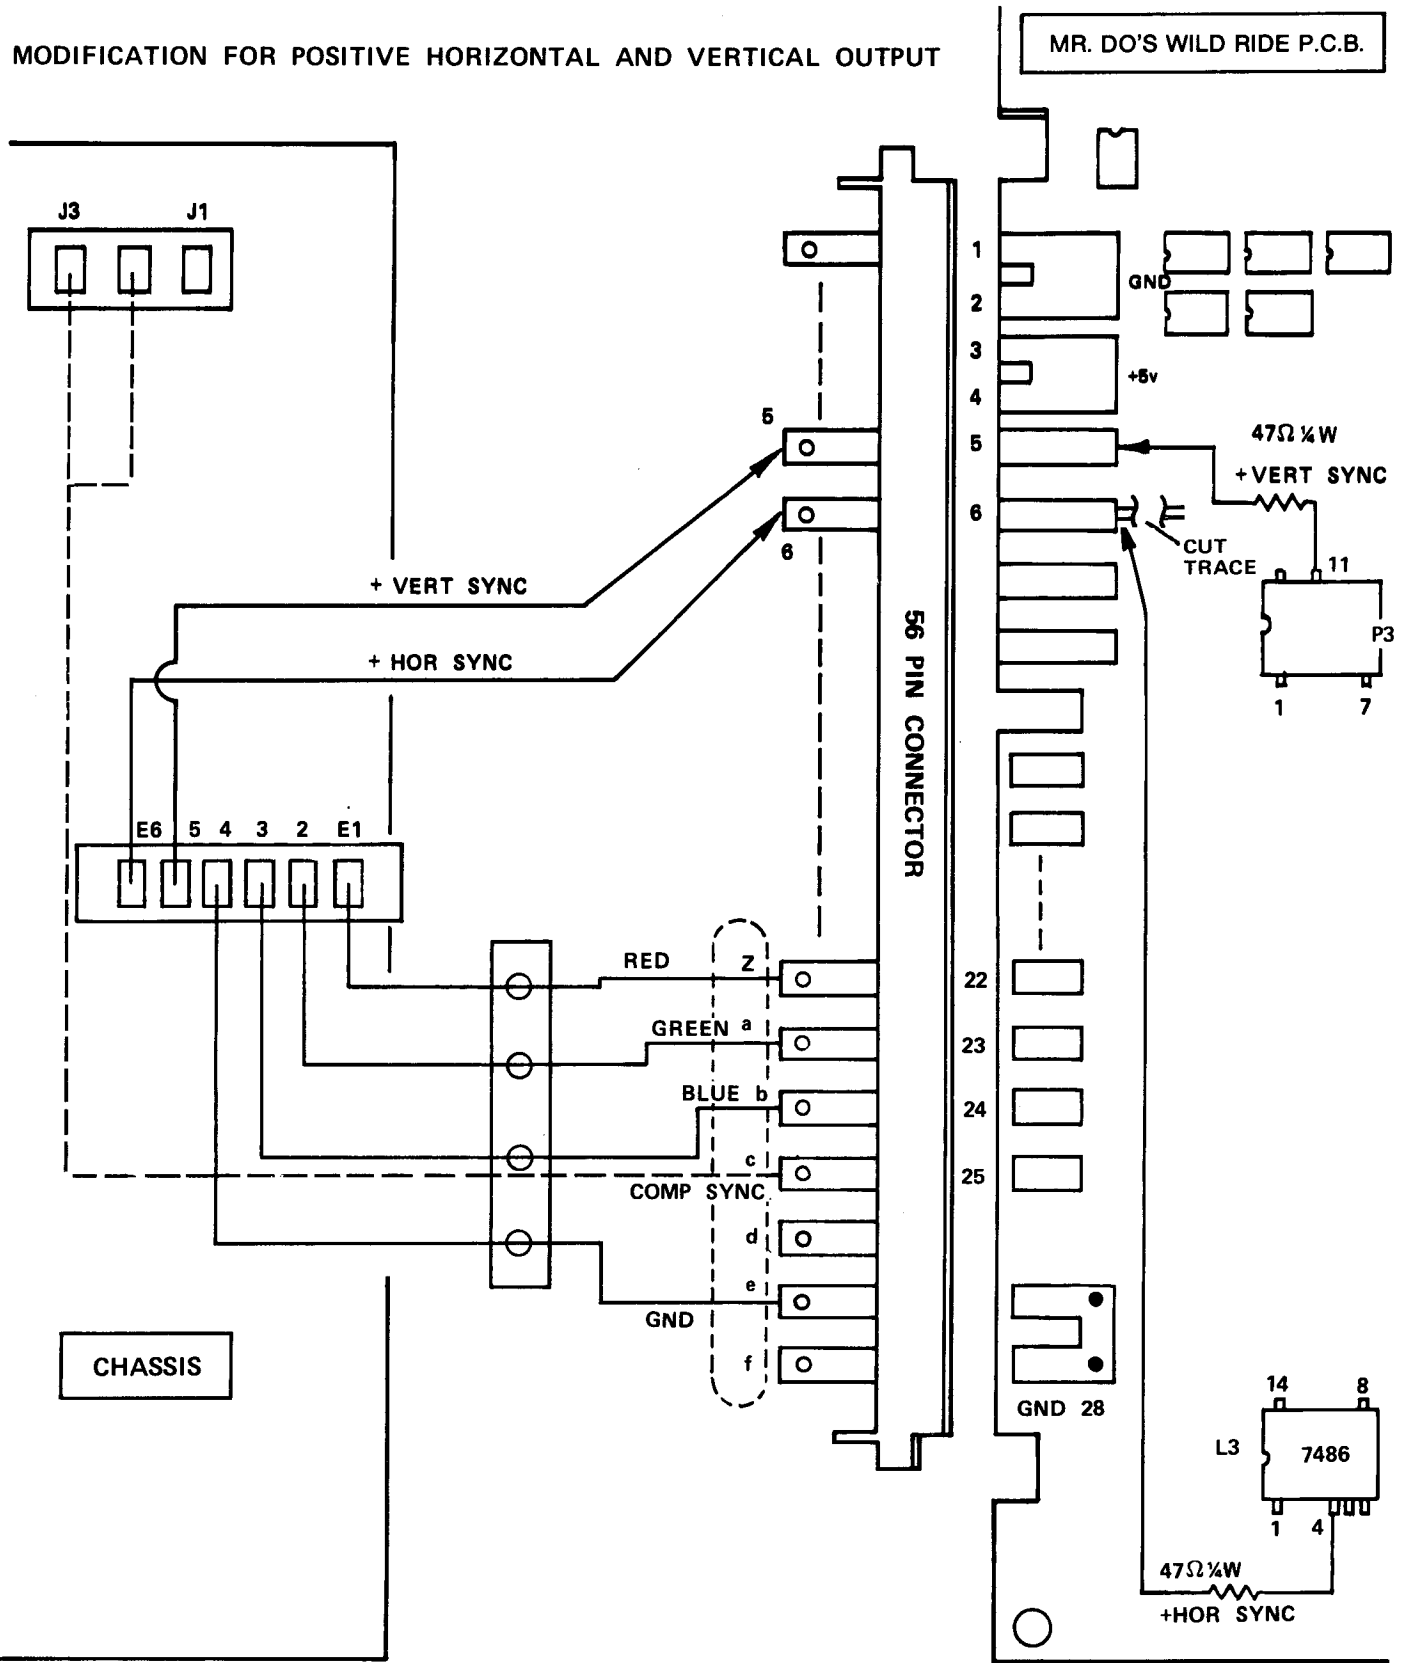 MODIFICATION FOR POSITIVE HORIZONTAL AND VERTICAL OUTPUT
MR. DO'S WILD RIDE P.C.B.
J3 J1
1
2
GND
3
4
+5v
5
5
47Ω ¼W
+VERT SYNC
6
6
CUT
TRACE
11
P3
1 7
+ VERT SYNC
+ HOR SYNC
56 PIN CONNECTOR
E6 5 4 3 2 E1
RED Z
22
GREEN a
23
BLUE b
24
c
COMP SYNC
25
d
e
GND
f
CHASSIS
GND 28
14 8
L3
7486
1 4
47Ω ¼W
+HOR SYNC